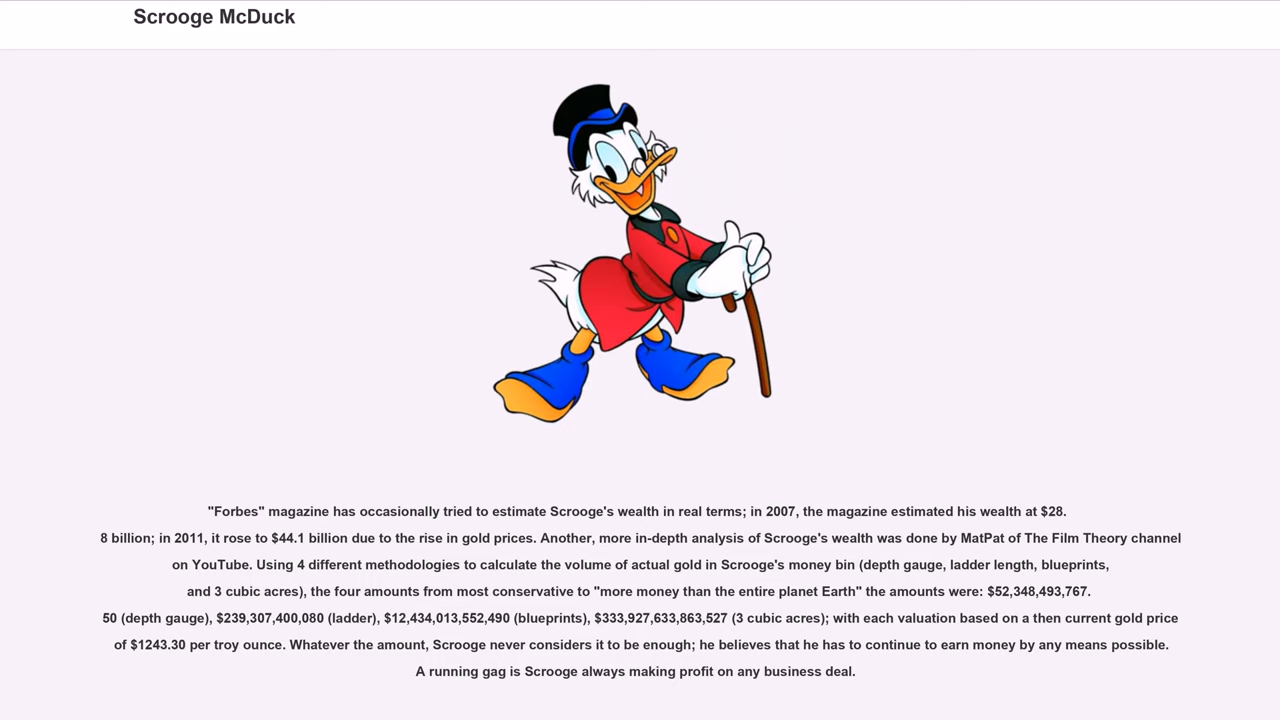 Scrooge McDuck
"Forbes" magazine has occasionally tried to estimate Scrooge's wealth in real terms; in 2007, the magazine estimated his wealth at $28.
8 billion; in 2011, it rose to $44.1 billion due to the rise in gold prices. Another, more in-depth analysis of Scrooge's wealth was done by MatPat of The Film Theory channel
on YouTube. Using 4 different methodologies to calculate the volume of actual gold in Scrooge's money bin (depth gauge, ladder length, blueprints,
and 3 cubic acres), the four amounts from most conservative to "more money than the entire planet Earth" the amounts were: $52,348,493,767.
50 (depth gauge), $239,307,400,080 (ladder), $12,434,013,552,490 (blueprints), $333,927,633,863,527 (3 cubic acres); with each valuation based on a then current gold price
of $1243.30 per troy ounce. Whatever the amount, Scrooge never considers it to be enough; he believes that he has to continue to earn money by any means possible.
A running gag is Scrooge always making profit on any business deal.